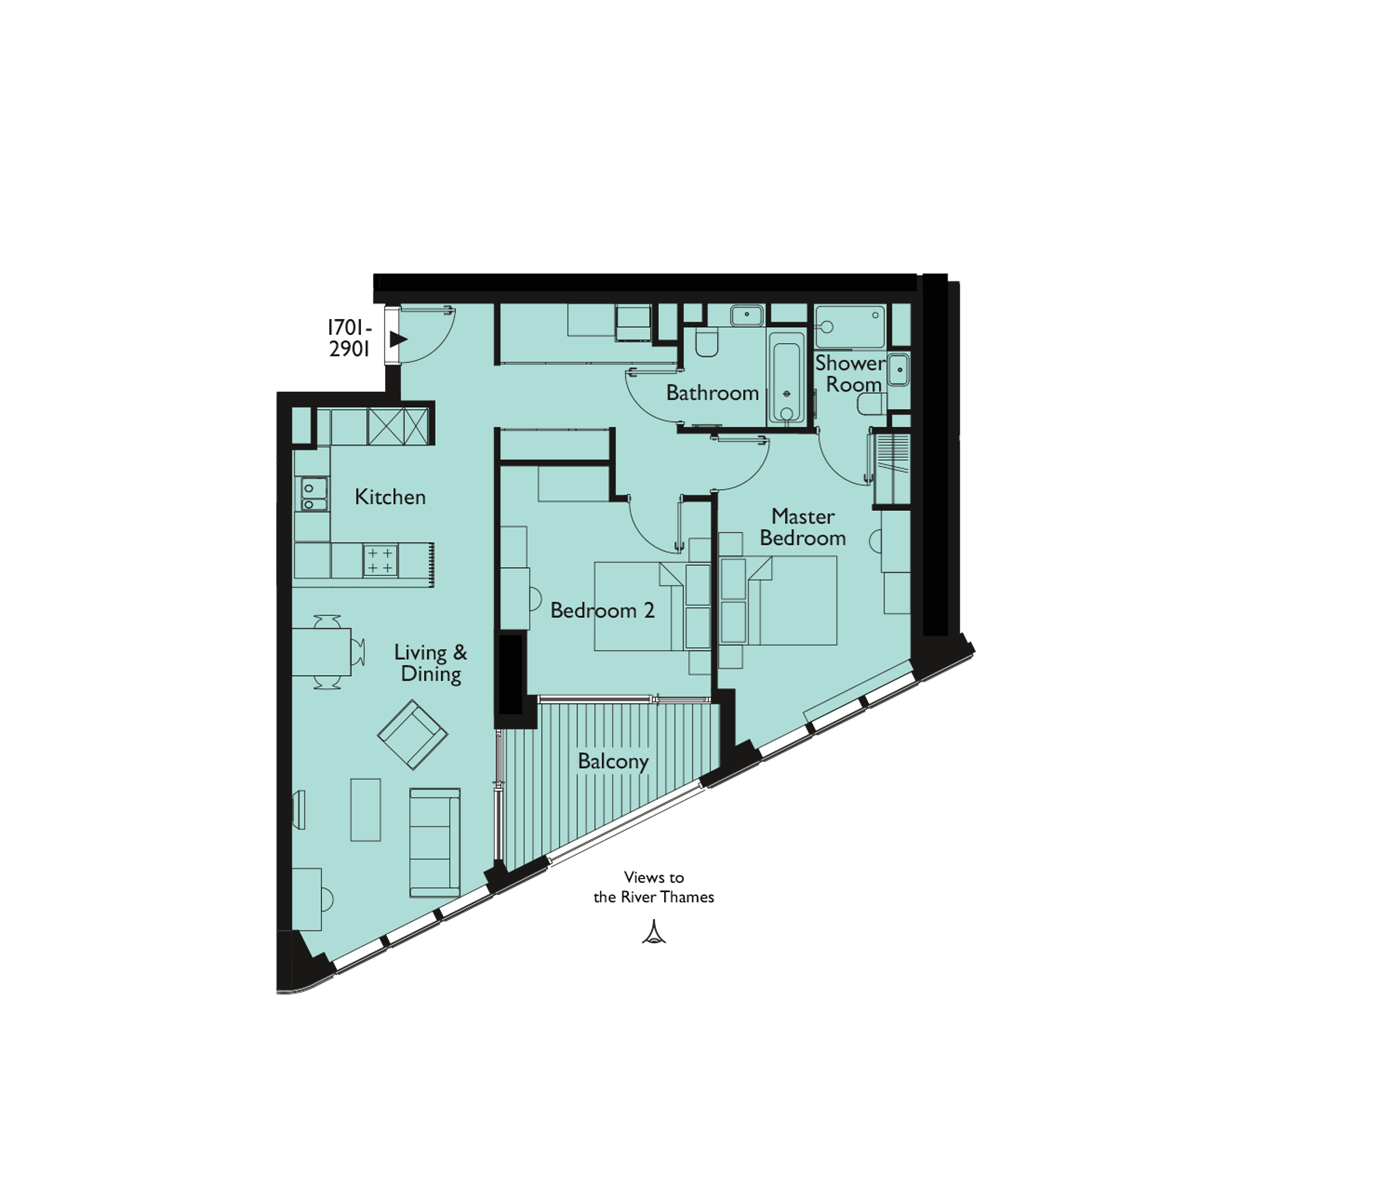 1701-
2901
Bathroom
Shower
Room
Kitchen
Master
Bedroom
Bedroom 2
Living &
Dining
Balcony
Views to
the River Thames